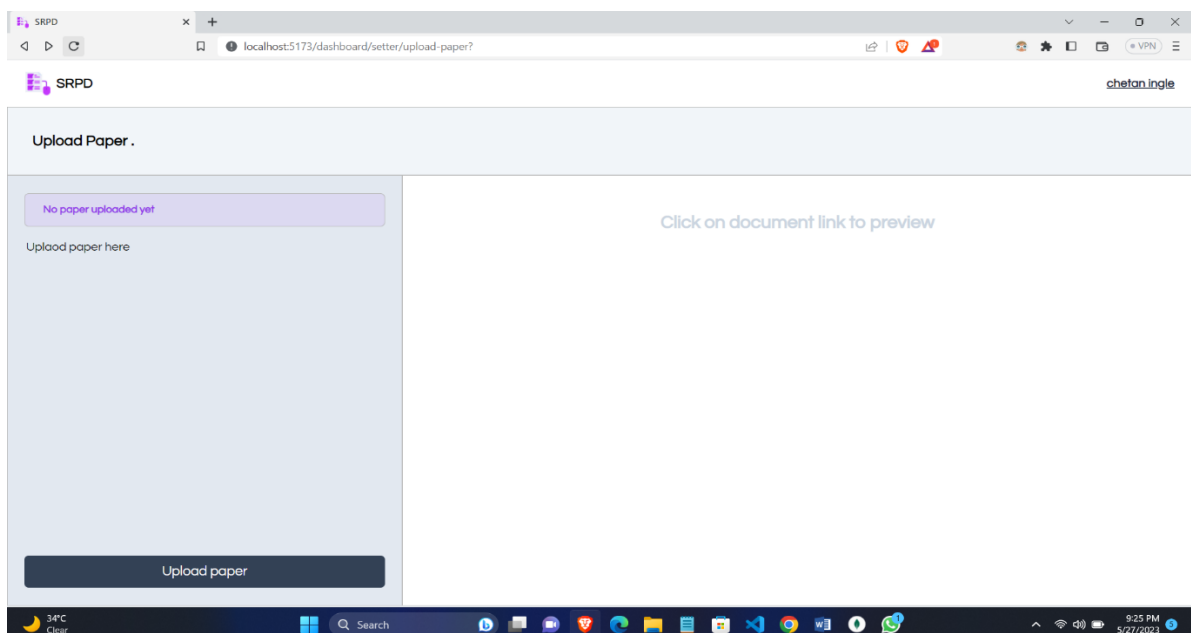 SRPD
localhost:5173/dashboard/setter/upload-paper?
VPN
SRPD
chetan ingle
Upload Paper .
No paper uploaded yet
Uplaod paper here
Click on document link to preview
Upload paper
34°C
Clear
Search
9:25 PM
5/27/2023